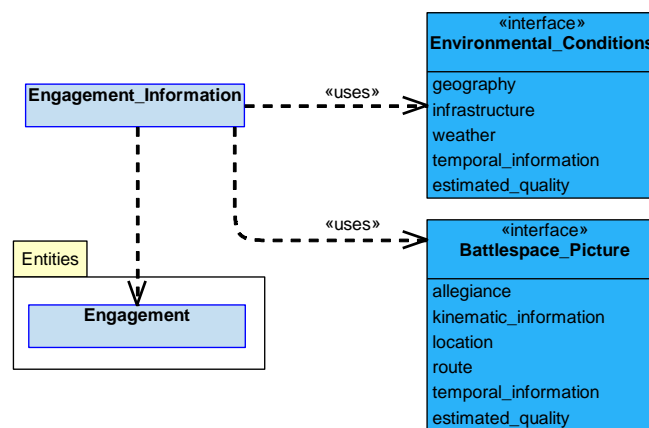 «interface»
Environmental_Conditions
geography
infrastructure
weather
temporal_information
estimated_quality
Engagement_Information
«uses»
«uses»
«interface»
Battlespace_Picture
allegiance
kinematic_information
location
route
temporal_information
estimated_quality
Entities
Engagement